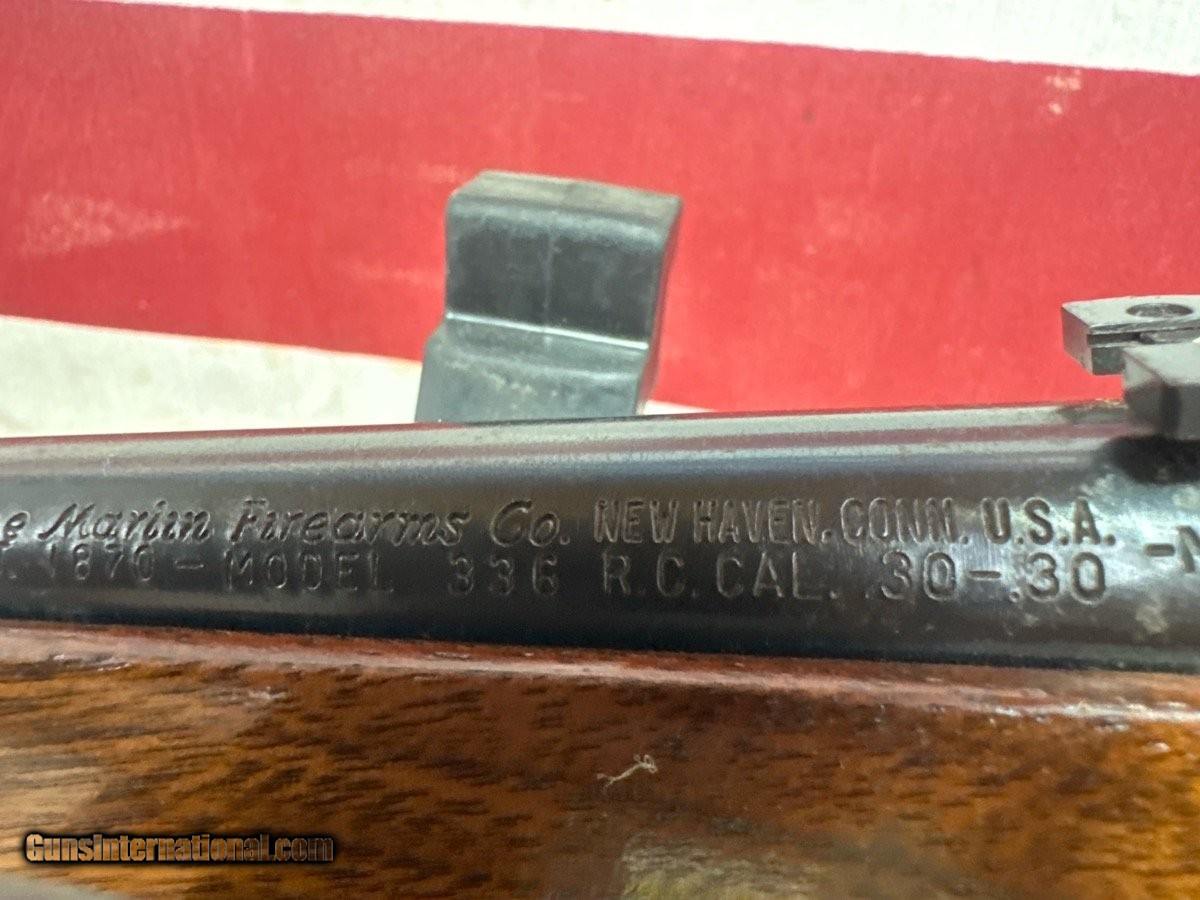 Marlin Firearms Co. NEW HAVEN. CONN. U.S.A.
1870 - MODEL 336 R.C. CAL. .30-.30
GunsInternational.com